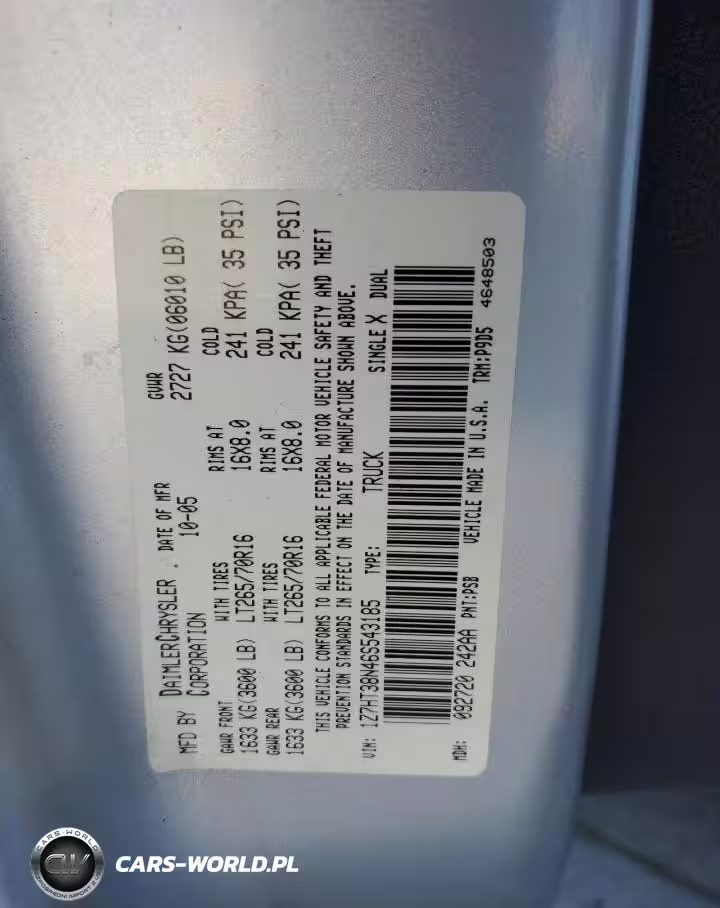 MFD BY DAIMLERCHRYSLER CORPORATION
DATE OF MFR
10-05
GVWR
2727 KG(06010 LB)
GAWR FRONT WITH TIRES RIMS AT COLD
1633 KG(3600 LB) LT265/70R16 16X8.0 241 KPA( 35 PSI)
GAWR REAR WITH TIRES RIMS AT COLD
1633 KG(3600 LB) LT265/70R16 16X8.0 241 KPA( 35 PSI)
THIS VEHICLE CONFORMS TO ALL APPLICABLE FEDERAL MOTOR VEHICLE SAFETY AND THEFT
PREVENTION STANDARDS IN EFFECT ON THE DATE OF MANUFACTURE SHOWN ABOVE.
VIN: 1Z7HT38N46S543185 TYPE: TRUCK SINGLE X DUAL
MDH: 092720 242AA PNT:PSB VEHICLE MADE IN U.S.A. TRM:P9D5 4648503
CARS-WORLD
CW
CARS-WORLD.PL